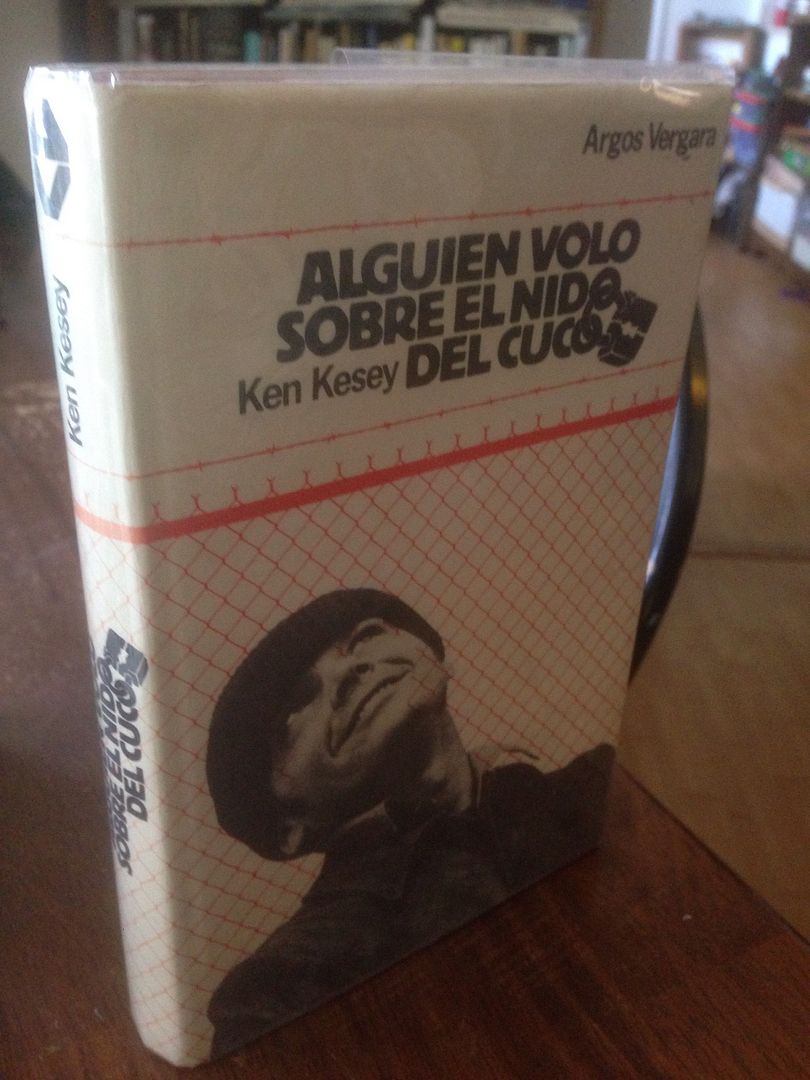 Argos Vergara
ALGUIEN VOLO
SOBRE EL NIDO
Ken Kesey DEL CUCO
Ken Kesey
SOBRE EL NIDO
DEL CUCO